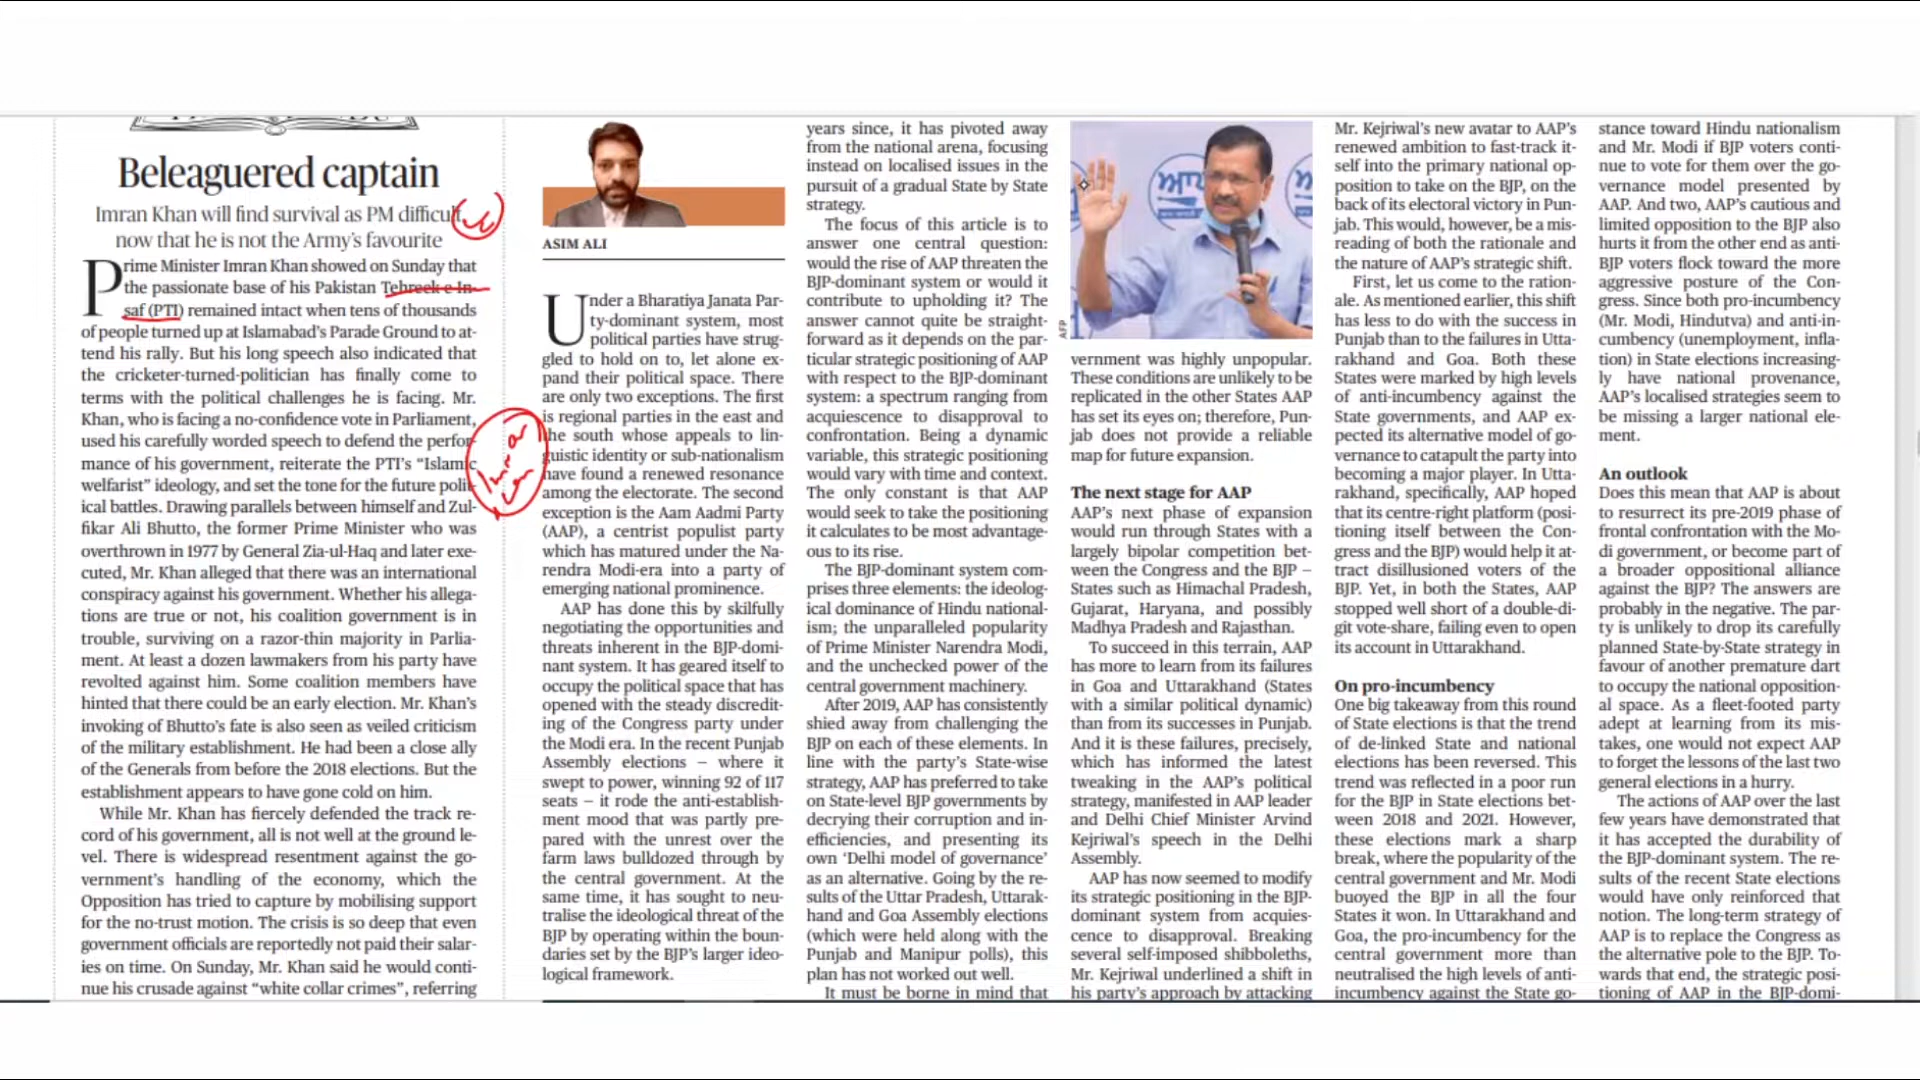 Beleaguered captain
Imran Khan will find survival as PM difficult
now that he is not the Army's favourite
Prime Minister Imran Khan showed on Sunday that
the passionate base of his Pakistan Tehreek-e-In-
saf (PTI) remained intact when tens of thousands
of people turned up at Islamabad's Parade Ground to at-
tend his rally. But his long speech also indicated that
the cricketer-turned-politician has finally come to
terms with the political challenges he is facing. Mr.
Khan, who is facing a no-confidence vote in Parliament,
used his carefully worded speech to defend the perfor-
mance of his government, reiterate the PTI's “Islamic
welfarist” ideology, and set the tone for the future polit-
ical battles. Drawing parallels between himself and Zul-
fikar Ali Bhutto, the former Prime Minister who was
overthrown in 1977 by General Zia-ul-Haq and later exe-
cuted, Mr. Khan alleged that there was an international
conspiracy against his government. Whether his allega-
tions are true or not, his coalition government is in
trouble, surviving on a razor-thin majority in Parlia-
ment. At least a dozen lawmakers from his party have
revolted against him. Some coalition members have
hinted that there could be an early election. Mr. Khan's
invoking of Bhutto's fate is also seen as veiled criticism
of the military establishment. He had been a close ally
of the Generals from before the 2018 elections. But the
establishment appears to have gone cold on him.
While Mr. Khan has fiercely defended the track re-
cord of his government, all is not well at the ground le-
vel. There is widespread resentment against the go-
vernment's handling of the economy, which the
Opposition has tried to capture by mobilising support
for the no-trust motion. The crisis is so deep that even
government officials are reportedly not paid their salar-
ies on time. On Sunday, Mr. Khan said he would conti-
nue his crusade against “white collar crimes”, referring
ASIM ALI
Under a Bharatiya Janata Par-
ty-dominant system, most
political parties have strug-
gled to hold on to, let alone ex-
pand their political space. There
are only two exceptions. The first
is regional parties in the east and
the south whose appeals to lin-
guistic identity or sub-nationalism
have found a renewed resonance
among the electorate. The second
exception is the Aam Aadmi Party
(AAP), a centrist populist party
which has matured under the Na-
rendra Modi-era into a party of
emerging national prominence.
AAP has done this by skilfully
negotiating the opportunities and
threats inherent in the BJP-domi-
nant system. It has geared itself to
occupy the political space that has
opened with the steady discredit-
ing of the Congress party under
the Modi era. In the recent Punjab
Assembly elections – where it
swept to power, winning 92 of 117
seats – it rode the anti-establish-
ment mood that was partly pre-
pared with the unrest over the
farm laws bulldozed through by
the central government. At the
same time, it has sought to neu-
tralise the ideological threat of the
BJP by operating within the boun-
daries set by the BJP's larger ideo-
logical framework.
years since, it has pivoted away
from the national arena, focusing
instead on localised issues in the
pursuit of a gradual State by State
strategy.
The focus of this article is to
answer one central question:
would the rise of AAP threaten the
BJP-dominant system or would it
contribute to upholding it? The
answer cannot quite be straight-
forward as it depends on the par-
ticular strategic positioning of AAP
with respect to the BJP-dominant
system: a spectrum ranging from
acquiescence to disapproval to
confrontation. Being a dynamic
variable, this strategic positioning
would vary with time and context.
The only constant is that AAP
would seek to take the positioning
it calculates to be most advantage-
ous to its rise.
The BJP-dominant system com-
prises three elements: the ideolog-
ical dominance of Hindu national-
ism; the unparalleled popularity
of Prime Minister Narendra Modi,
and the unchecked power of the
central government machinery.
After 2019, AAP has consistently
shied away from challenging the
BJP on each of these elements. In
line with the party's State-wise
strategy, AAP has preferred to take
on State-level BJP governments by
decrying their corruption and in-
efficiencies, and presenting its
own ‘Delhi model of governance’
as an alternative. Going by the re-
sults of the Uttar Pradesh, Uttarak-
hand and Goa Assembly elections
(which were held along with the
Punjab and Manipur polls), this
plan has not worked out well.
It must be borne in mind that
AFP
vernment was highly unpopular.
These conditions are unlikely to be
replicated in the other States AAP
has set its eyes on; therefore, Pun-
jab does not provide a reliable
map for future expansion.
The next stage for AAP
AAP's next phase of expansion
would run through States with a
largely bipolar competition bet-
ween the Congress and the BJP –
States such as Himachal Pradesh,
Gujarat, Haryana, and possibly
Madhya Pradesh and Rajasthan.
To succeed in this terrain, AAP
has more to learn from its failures
in Goa and Uttarakhand (States
with a similar political dynamic)
than from its successes in Punjab.
And it is these failures, precisely,
which has informed the latest
tweaking in the AAP's political
strategy, manifested in AAP leader
and Delhi Chief Minister Arvind
Kejriwal's speech in the Delhi
Assembly.
AAP has now seemed to modify
its strategic positioning in the BJP-
dominant system from acquies-
cence to disapproval. Breaking
several self-imposed shibboleths,
Mr. Kejriwal underlined a shift in
his party's approach by attacking
Mr. Kejriwal's new avatar to AAP's
renewed ambition to fast-track it-
self into the primary national op-
position to take on the BJP, on the
back of its electoral victory in Pun-
jab. This would, however, be a mis-
reading of both the rationale and
the nature of AAP's strategic shift.
First, let us come to the ration-
ale. As mentioned earlier, this shift
has less to do with the success in
Punjab than to the failures in Utta-
rakhand and Goa. Both these
States were marked by high levels
of anti-incumbency against the
State governments, and AAP ex-
pected its alternative model of go-
vernance to catapult the party into
becoming a major player. In Utta-
rakhand, specifically, AAP hoped
that its centre-right platform (posi-
tioning itself between the Con-
gress and the BJP) would help it at-
tract disillusioned voters of the
BJP. Yet, in both the States, AAP
stopped well short of a double-di-
git vote-share, failing even to open
its account in Uttarakhand.
On pro-incumbency
One big takeaway from this round
of State elections is that the trend
of de-linked State and national
elections has been reversed. This
trend was reflected in a poor run
for the BJP in State elections bet-
ween 2018 and 2021. However,
these elections mark a sharp
break, where the popularity of the
central government and Mr. Modi
buoyed the BJP in all the four
States it won. In Uttarakhand and
Goa, the pro-incumbency for the
central government more than
neutralised the high levels of anti-
incumbency against the State go-
stance toward Hindu nationalism
and Mr. Modi if BJP voters conti-
nue to vote for them over the go-
vernance model presented by
AAP. And two, AAP's cautious and
limited opposition to the BJP also
hurts it from the other end as anti-
BJP voters flock toward the more
aggressive posture of the Con-
gress. Since both pro-incumbency
(Mr. Modi, Hindutva) and anti-in-
cumbency (unemployment, infla-
tion) in State elections increasing-
ly have national provenance,
AAP's localised strategies seem to
be missing a larger national ele-
ment.
An outlook
Does this mean that AAP is about
to resurrect its pre-2019 phase of
frontal confrontation with the Mo-
di government, or become part of
a broader oppositional alliance
against the BJP? The answers are
probably in the negative. The par-
ty is unlikely to drop its carefully
planned State-by-State strategy in
favour of another premature dart
to occupy the national opposition-
al space. As a fleet-footed party
adept at learning from its mis-
takes, one would not expect AAP
to forget the lessons of the last two
general elections in a hurry.
The actions of AAP over the last
few years have demonstrated that
it has accepted the durability of
the BJP-dominant system. The re-
sults of the recent State elections
would have only reinforced that
notion. The long-term strategy of
AAP is to replace the Congress as
the alternative pole to the BJP. To-
wards that end, the strategic posi-
tioning of AAP in the BJP-domi-